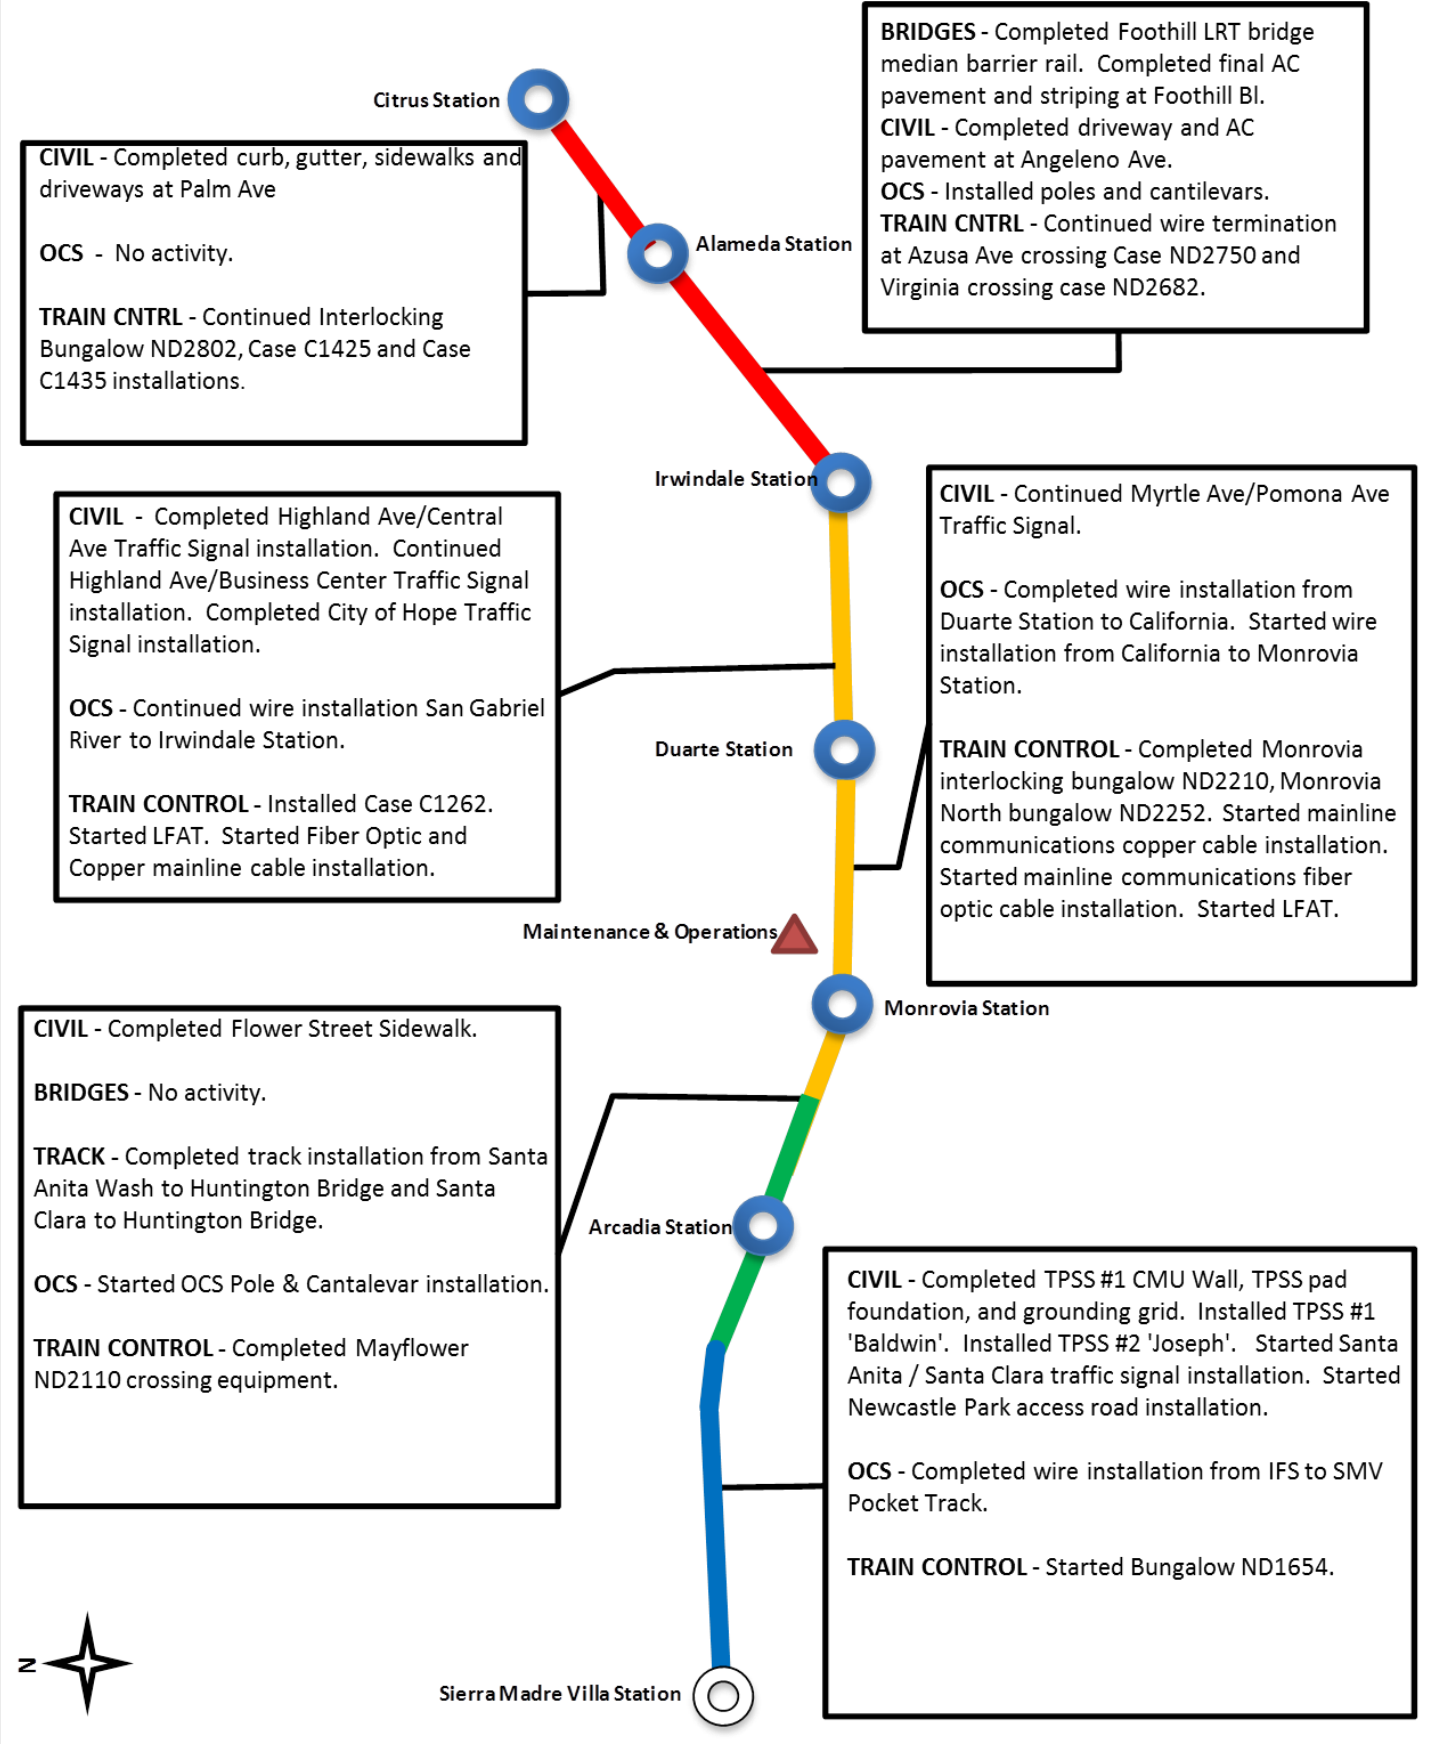 BRIDGES - Completed Foothill LRT bridge
median barrier rail. Completed final AC
pavement and striping at Foothill Bl.
CIVIL - Completed driveway and AC
pavement at Angeleno Ave.
OCS - Installed poles and cantilevars.
TRAIN CNTRL - Continued wire termination
at Azusa Ave crossing Case ND2750 and
Virginia crossing case ND2682.
Citrus Station
CIVIL - Completed curb, gutter, sidewalks and
driveways at Palm Ave
OCS - No activity.
TRAIN CNTRL - Continued Interlocking
Bungalow ND2802, Case C1425 and Case
C1435 installations.
Alameda Station
Irwindale Station
CIVIL - Completed Highland Ave/Central
Ave Traffic Signal installation. Continued
Highland Ave/Business Center Traffic Signal
installation. Completed City of Hope Traffic
Signal installation.
OCS - Continued wire installation San Gabriel
River to Irwindale Station.
TRAIN CONTROL - Installed Case C1262.
Started LFAT. Started Fiber Optic and
Copper mainline cable installation.
CIVIL - Continued Myrtle Ave/Pomona Ave
Traffic Signal.
OCS - Completed wire installation from
Duarte Station to California. Started wire
installation from California to Monrovia
Station.
TRAIN CONTROL - Completed Monrovia
interlocking bungalow ND2210, Monrovia
North bungalow ND2252. Started mainline
communications copper cable installation.
Started mainline communications fiber
optic cable installation. Started LFAT.
Duarte Station
Maintenance & Operations
Monrovia Station
CIVIL - Completed Flower Street Sidewalk.
BRIDGES - No activity.
TRACK - Completed track installation from Santa
Anita Wash to Huntington Bridge and Santa
Clara to Huntington Bridge.
OCS - Started OCS Pole & Cantalevar installation.
TRAIN CONTROL - Completed Mayflower
ND2110 crossing equipment.
Arcadia Station
CIVIL - Completed TPSS #1 CMU Wall, TPSS pad
foundation, and grounding grid. Installed TPSS #1
'Baldwin'. Installed TPSS #2 'Joseph'. Started Santa
Anita / Santa Clara traffic signal installation. Started
Newcastle Park access road installation.
OCS - Completed wire installation from IFS to SMV
Pocket Track.
TRAIN CONTROL - Started Bungalow ND1654.
N
Sierra Madre Villa Station